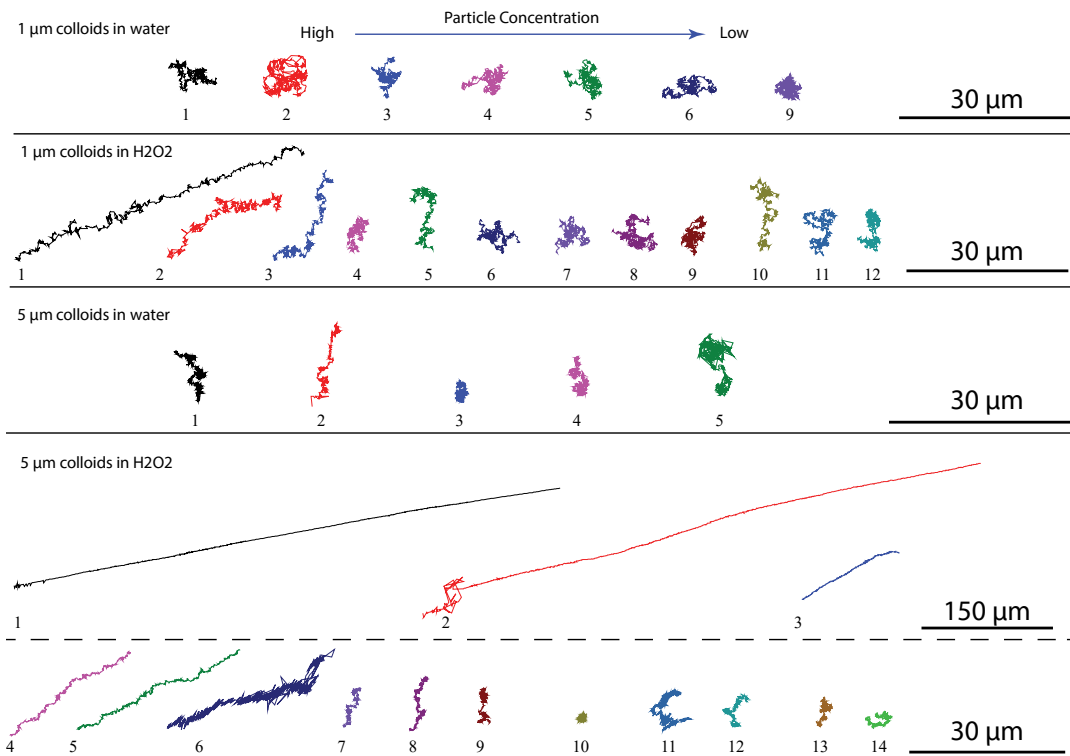 Particle Concentration
1 µm colloids in water
High
Low
1 2 3 4 5 6 9
30 µm
1 µm colloids in H2O2
1 2 3 4 5 6 7 8 9 10 11 12
30 µm
5 µm colloids in water
1 2 3 4 5
30 µm
5 µm colloids in H2O2
1 2 3
150 µm
4 5 6 7 8 9 10 11 12 13 14
30 µm